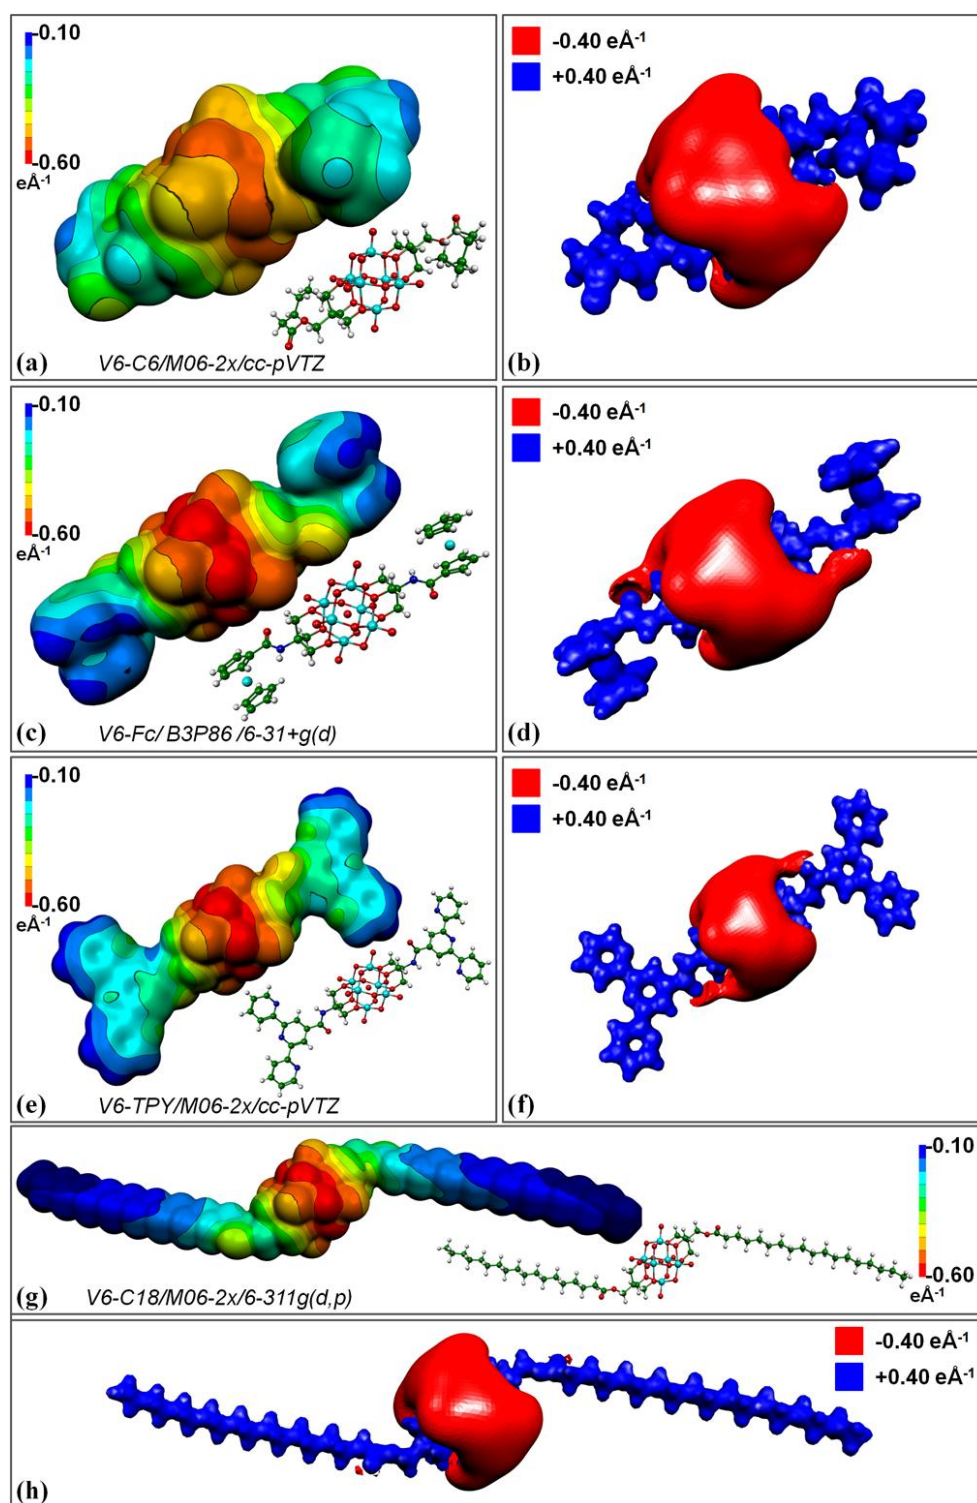 -0.10
-0.60
eÅ⁻¹
(a)
V6-C6/M06-2x/cc-pVTZ
-0.40 eÅ⁻¹
+0.40 eÅ⁻¹
(b)
-0.10
-0.60
eÅ⁻¹
(c)
V6-Fc/ B3P86 /6-31+g(d)
-0.40 eÅ⁻¹
+0.40 eÅ⁻¹
(d)
-0.10
-0.60
eÅ⁻¹
(e)
V6-TPY/M06-2x/cc-pVTZ
-0.40 eÅ⁻¹
+0.40 eÅ⁻¹
(f)
-0.10
-0.60
eÅ⁻¹
(g)
V6-C18/M06-2x/6-311g(d,p)
-0.40 eÅ⁻¹
+0.40 eÅ⁻¹
(h)